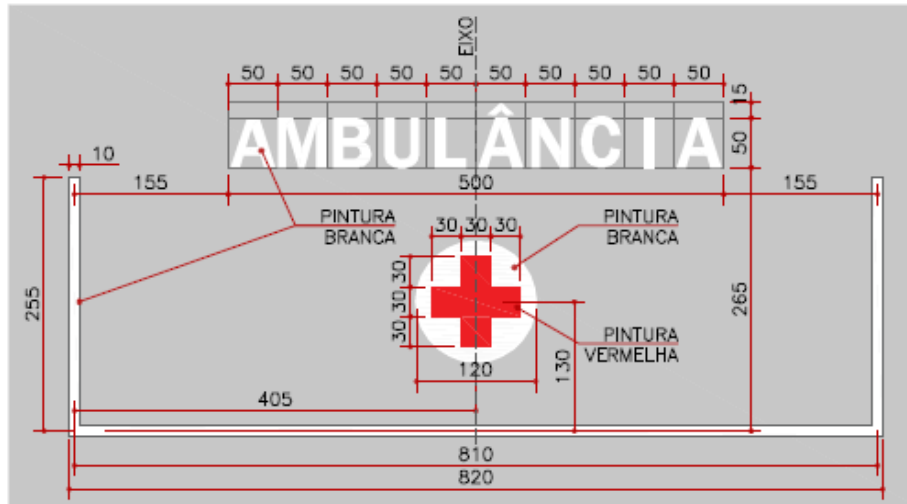 EIXO
50 50 50 50 50 50 50 50 50 50
15
AMBULÂNCIA
50
10
155 500 155
PINTURA
BRANCA
30 30 30
PINTURA
BRANCA
30
30
30
255
265
PINTURA
VERMELHA
130
120
405
810
820